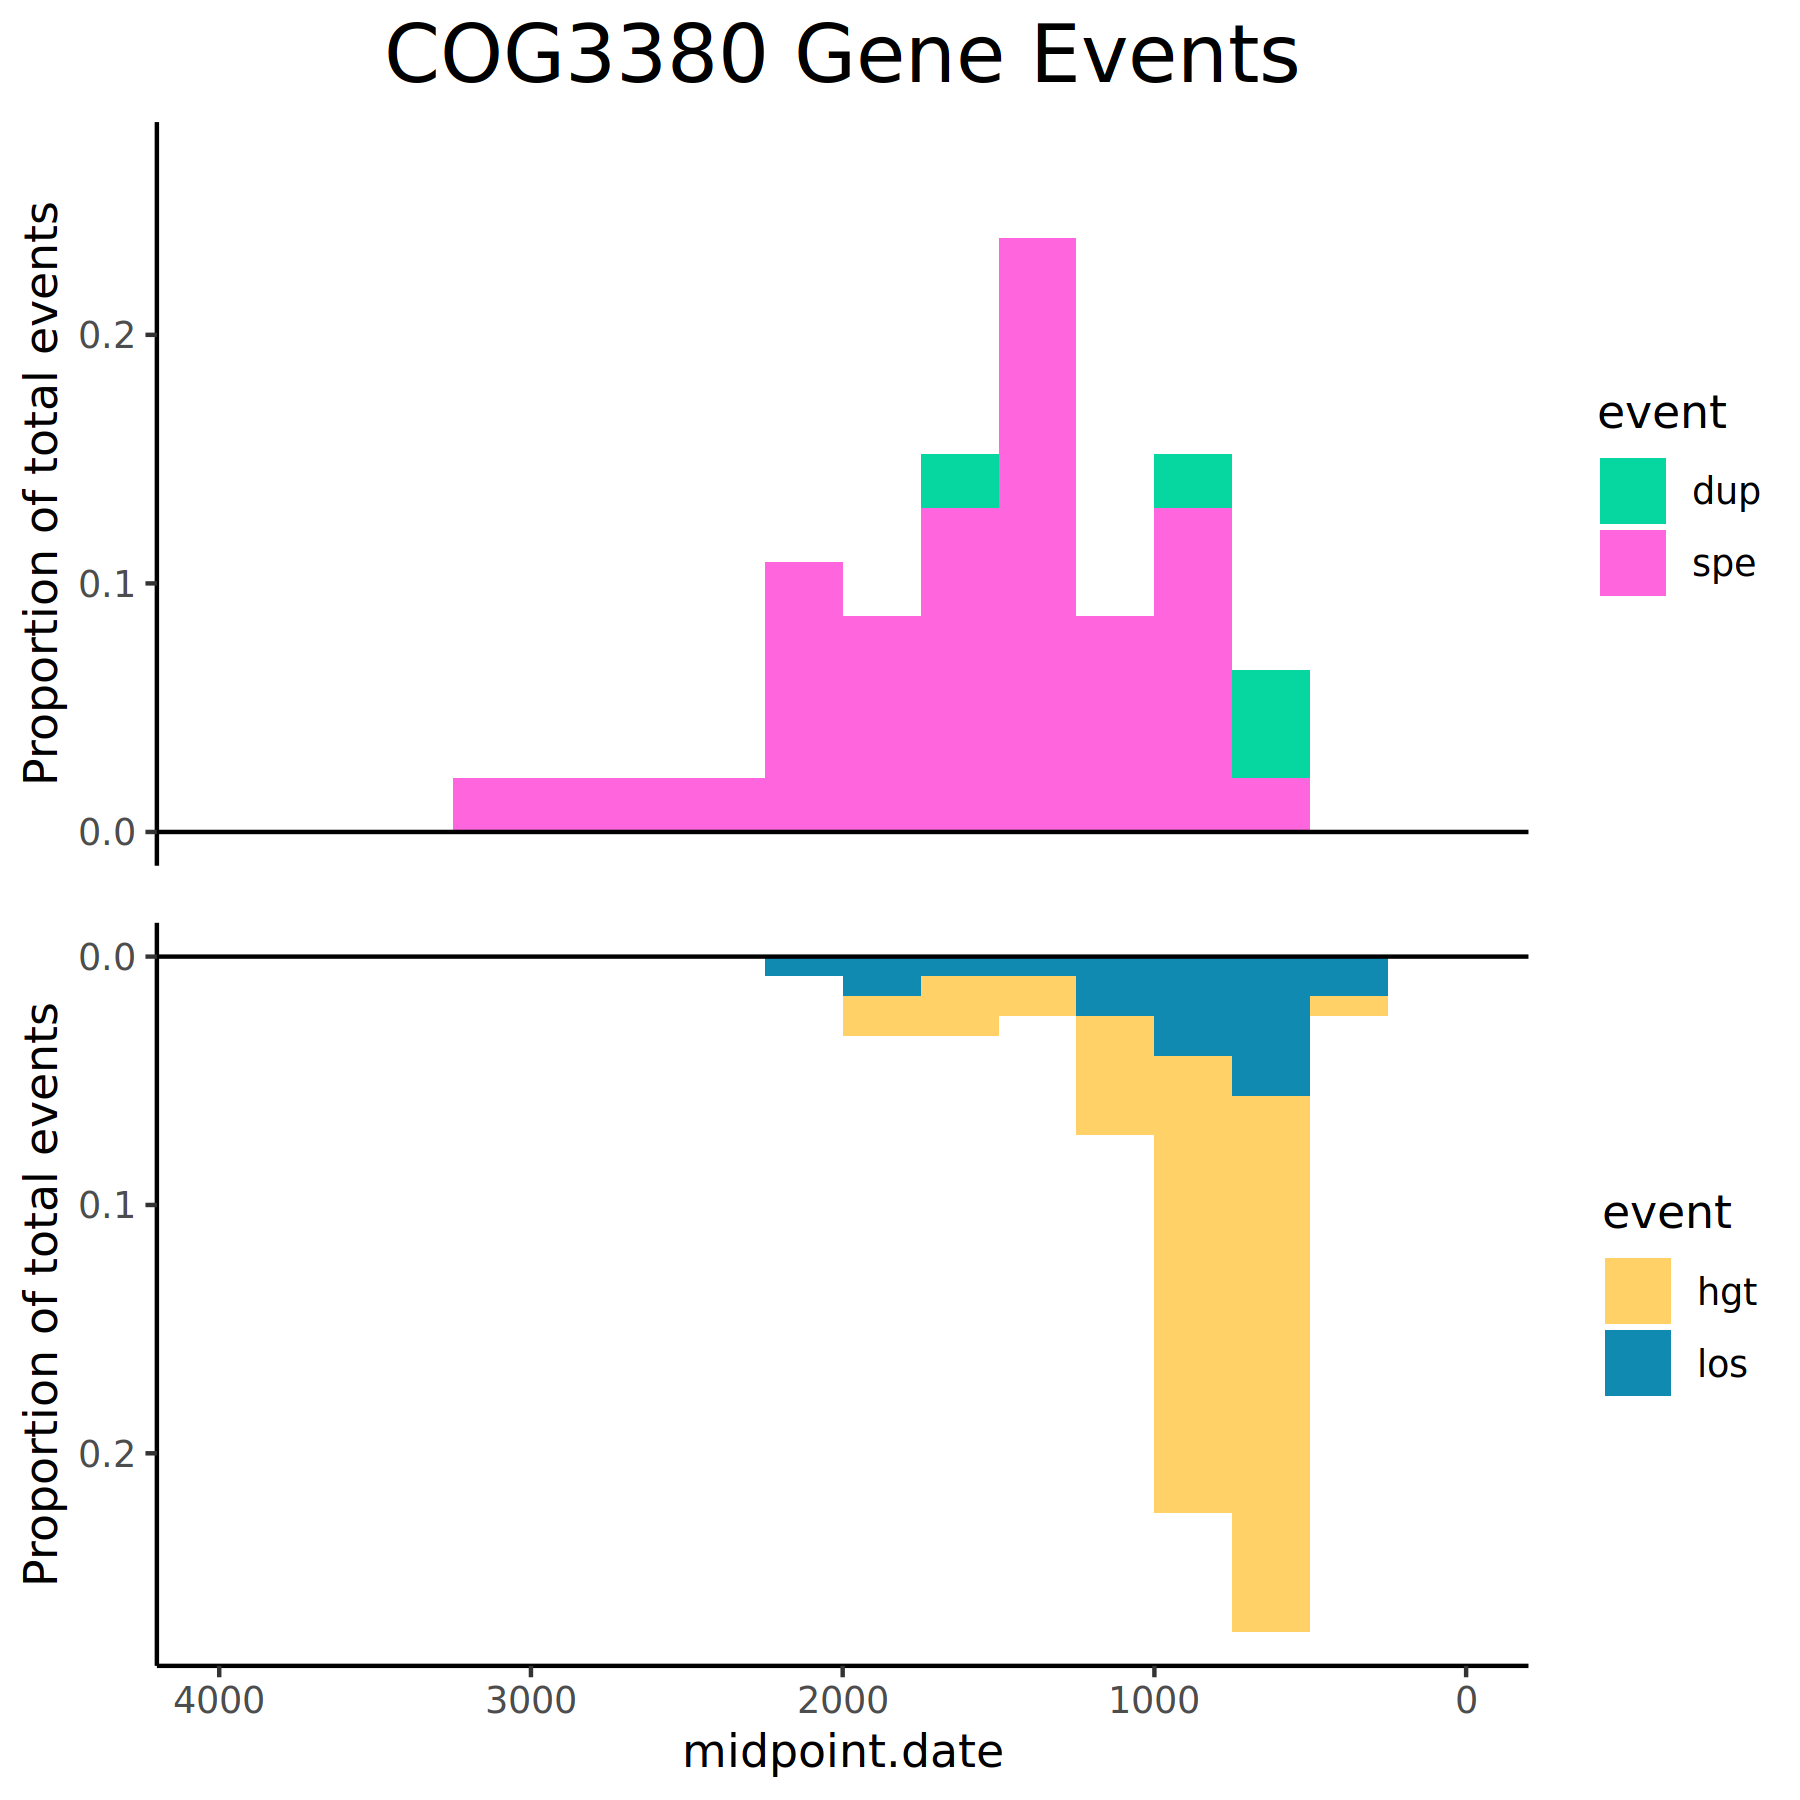 COG3380 Gene Events
Proportion of total events
0.2
0.1
0.0
event
dup
spe
Proportion of total events
0.0
0.1
0.2
event
hgt
los
4000 3000 2000 1000 0
midpoint.date